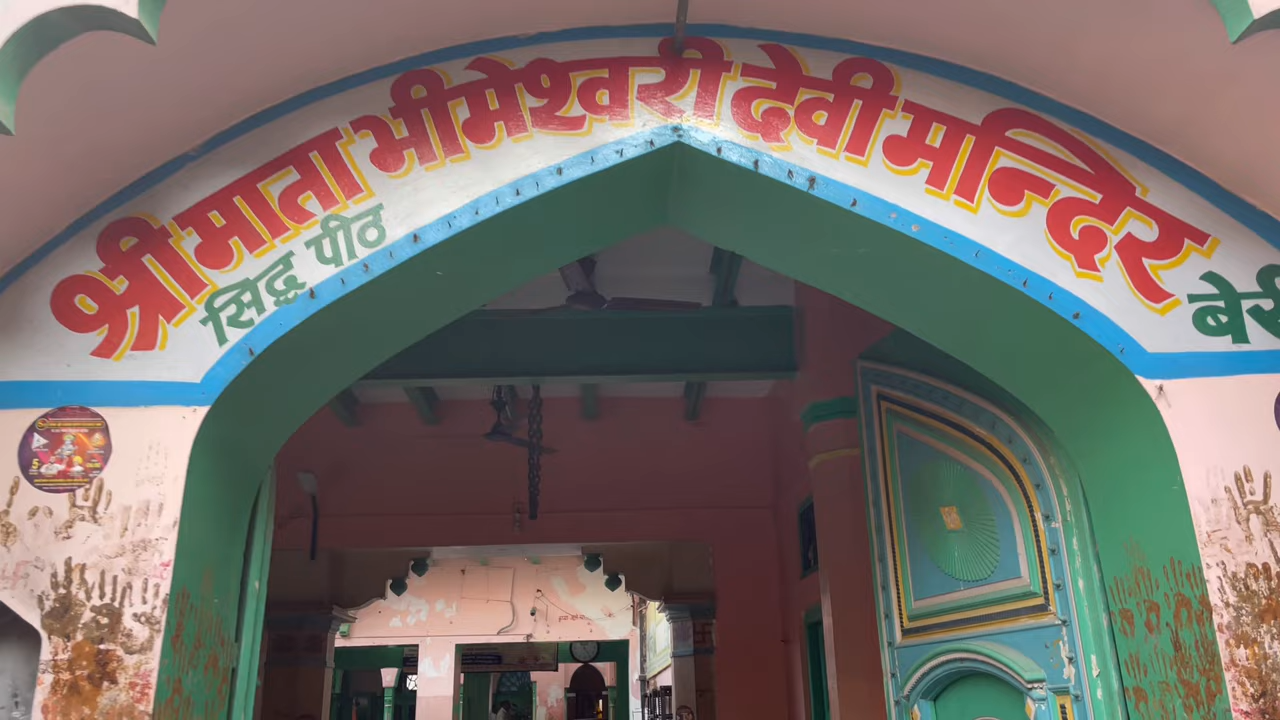 श्री माता भीमेश्वरी देवी मन्दिर
सिद्ध पीठ